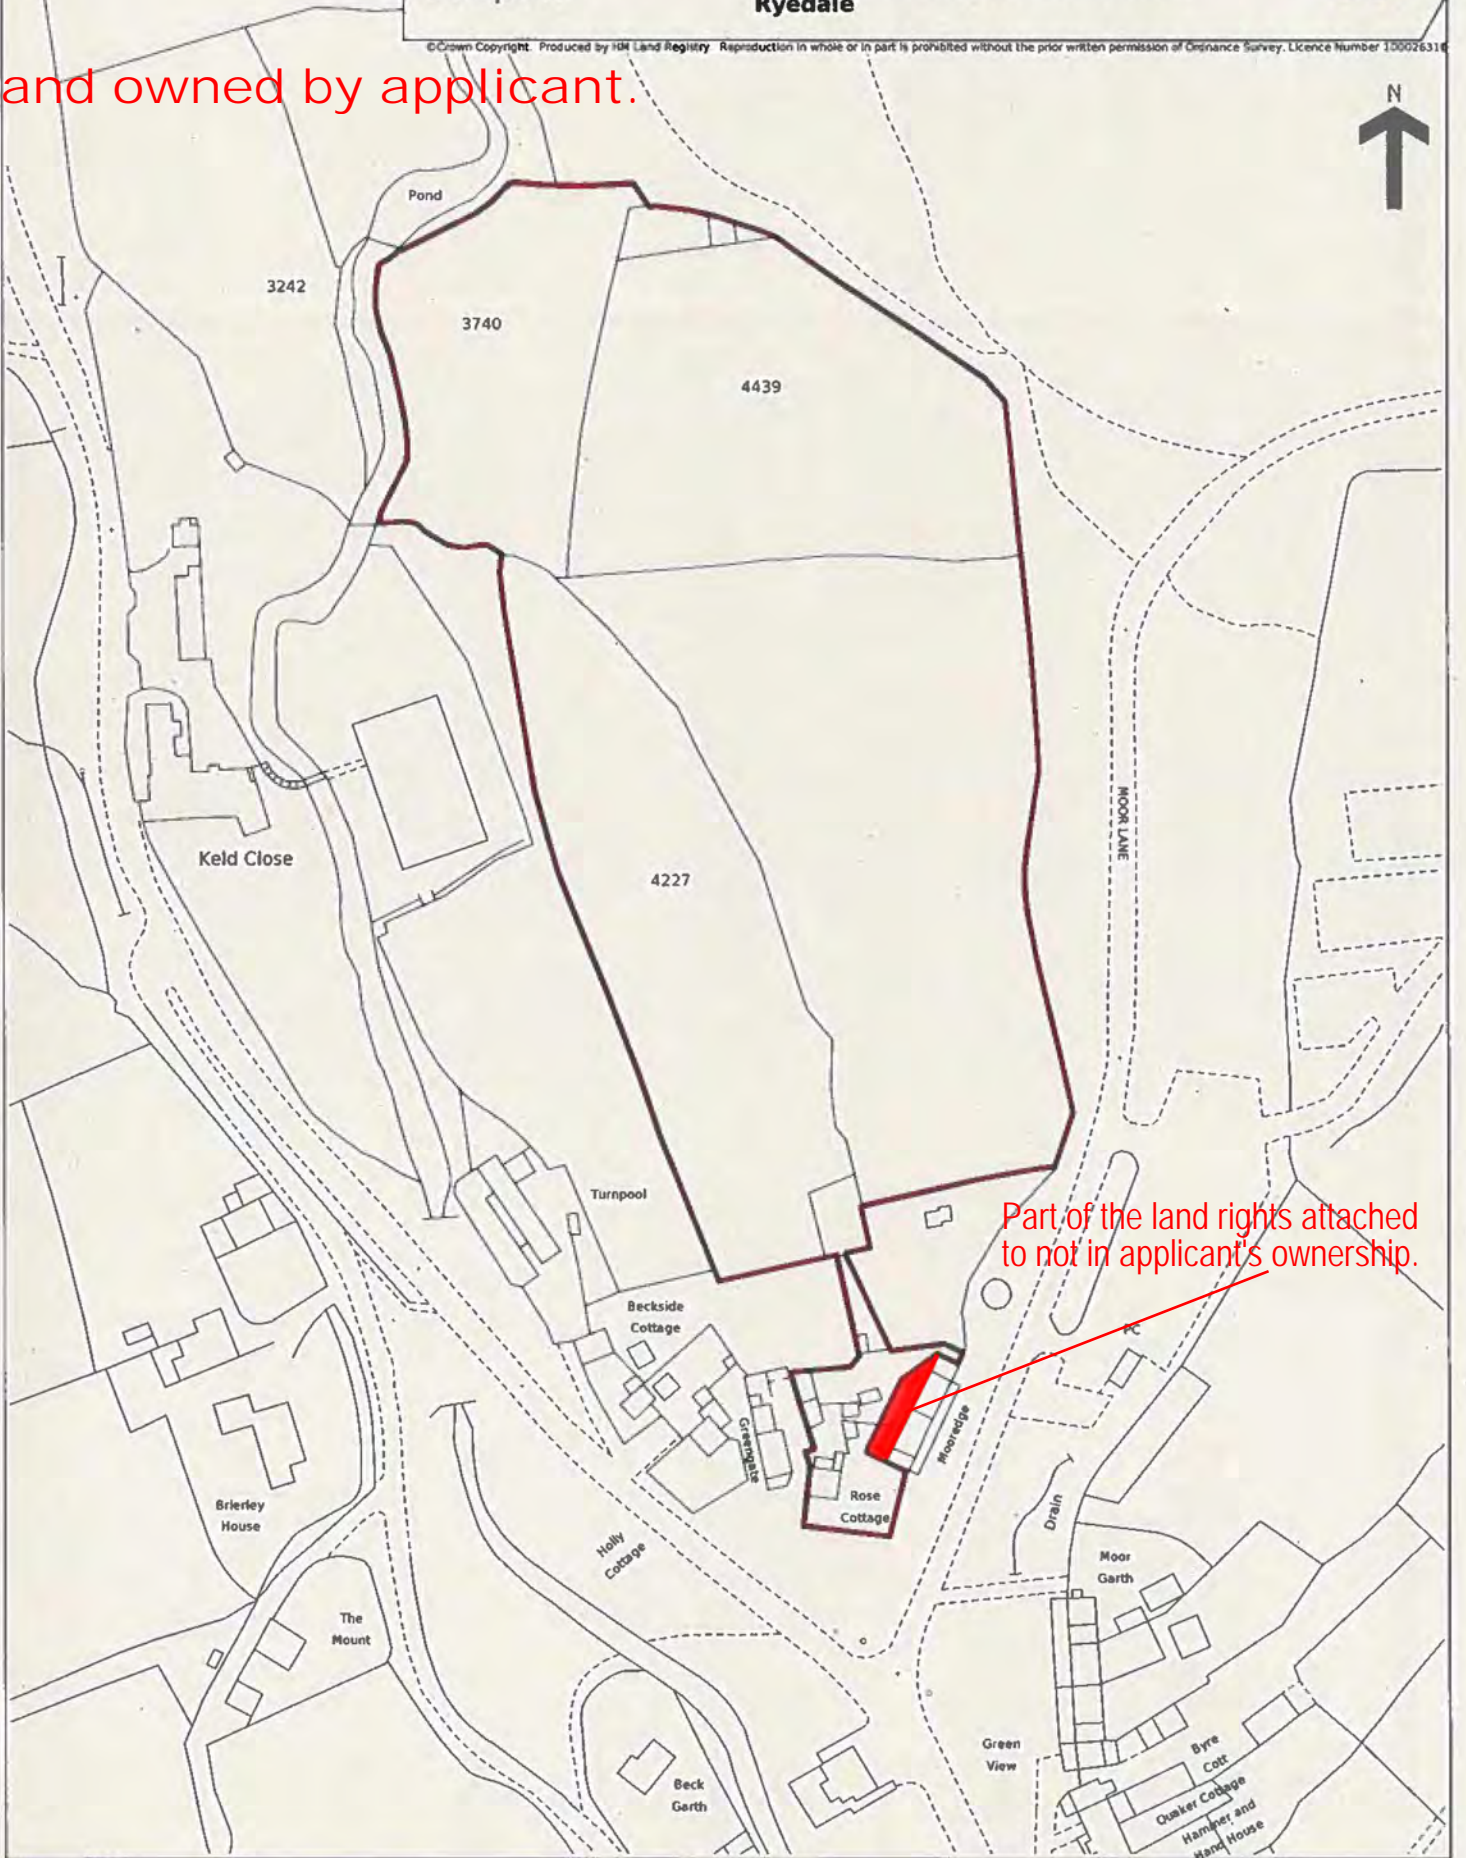 Ryedale
©Crown Copyright. Produced by HM Land Registry. Reproduction in whole or in part is prohibited without the prior written permission of Ordnance Survey. Licence Number 100026316
and owned by applicant.
N
Pond
3242
3740
4439
MOOR LANE
Keld Close
4227
Turnpool
Part of the land rights attached
to not in applicant's ownership.
Beckside
Cottage
PC
Greengate
Mooredge
Rose
Cottage
Brierley
House
Drain
Holly
Cottage
Moor
Garth
The
Mount
Green
View
Byre
Cott
Beck
Garth
Quaker Cottage
Hammer and
Hand House